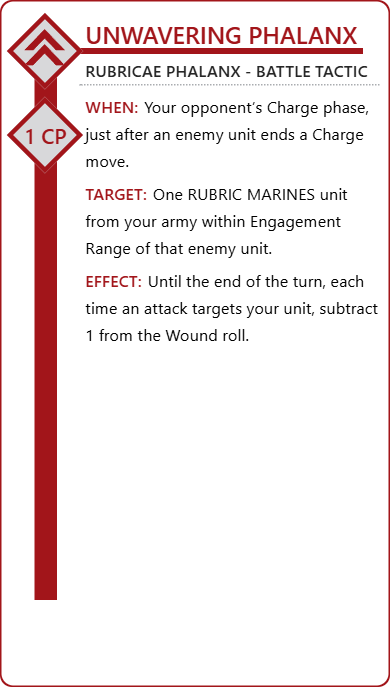 UNWAVERING PHALANX
RUBRICAE PHALANX - BATTLE TACTIC
1 CP
WHEN: Your opponent's Charge phase,
just after an enemy unit ends a Charge
move.
TARGET: One RUBRIC MARINES unit
from your army within Engagement
Range of that enemy unit.
EFFECT: Until the end of the turn, each
time an attack targets your unit, subtract
1 from the Wound roll.